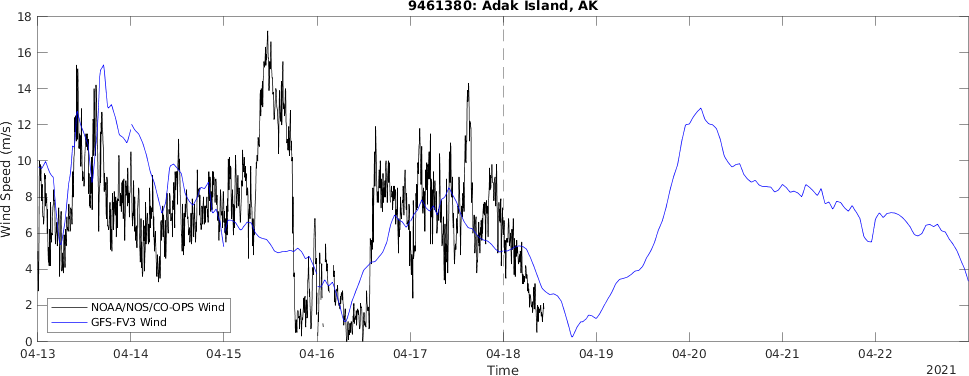 9461380: Adak Island, AK
18
16
14
12
10
8
6
4
2
0
Wind Speed (m/s)
NOAA/NOS/CO-OPS Wind
GFS-FV3 Wind
04-13 04-14 04-15 04-16 04-17 04-18 04-19 04-20 04-21 04-22
Time
2021